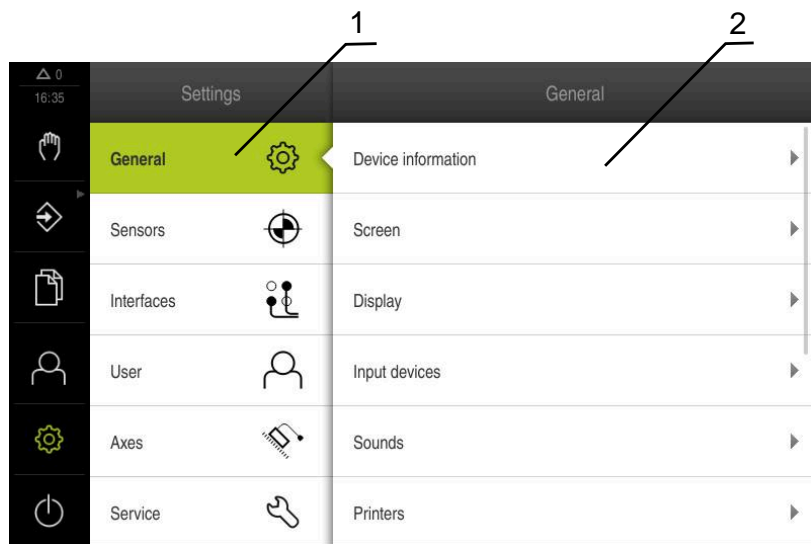 1
2
0
16:35
Settings
General
General
Sensors
Interfaces
User
Axes
Service
Device information
Screen
Display
Input devices
Sounds
Printers